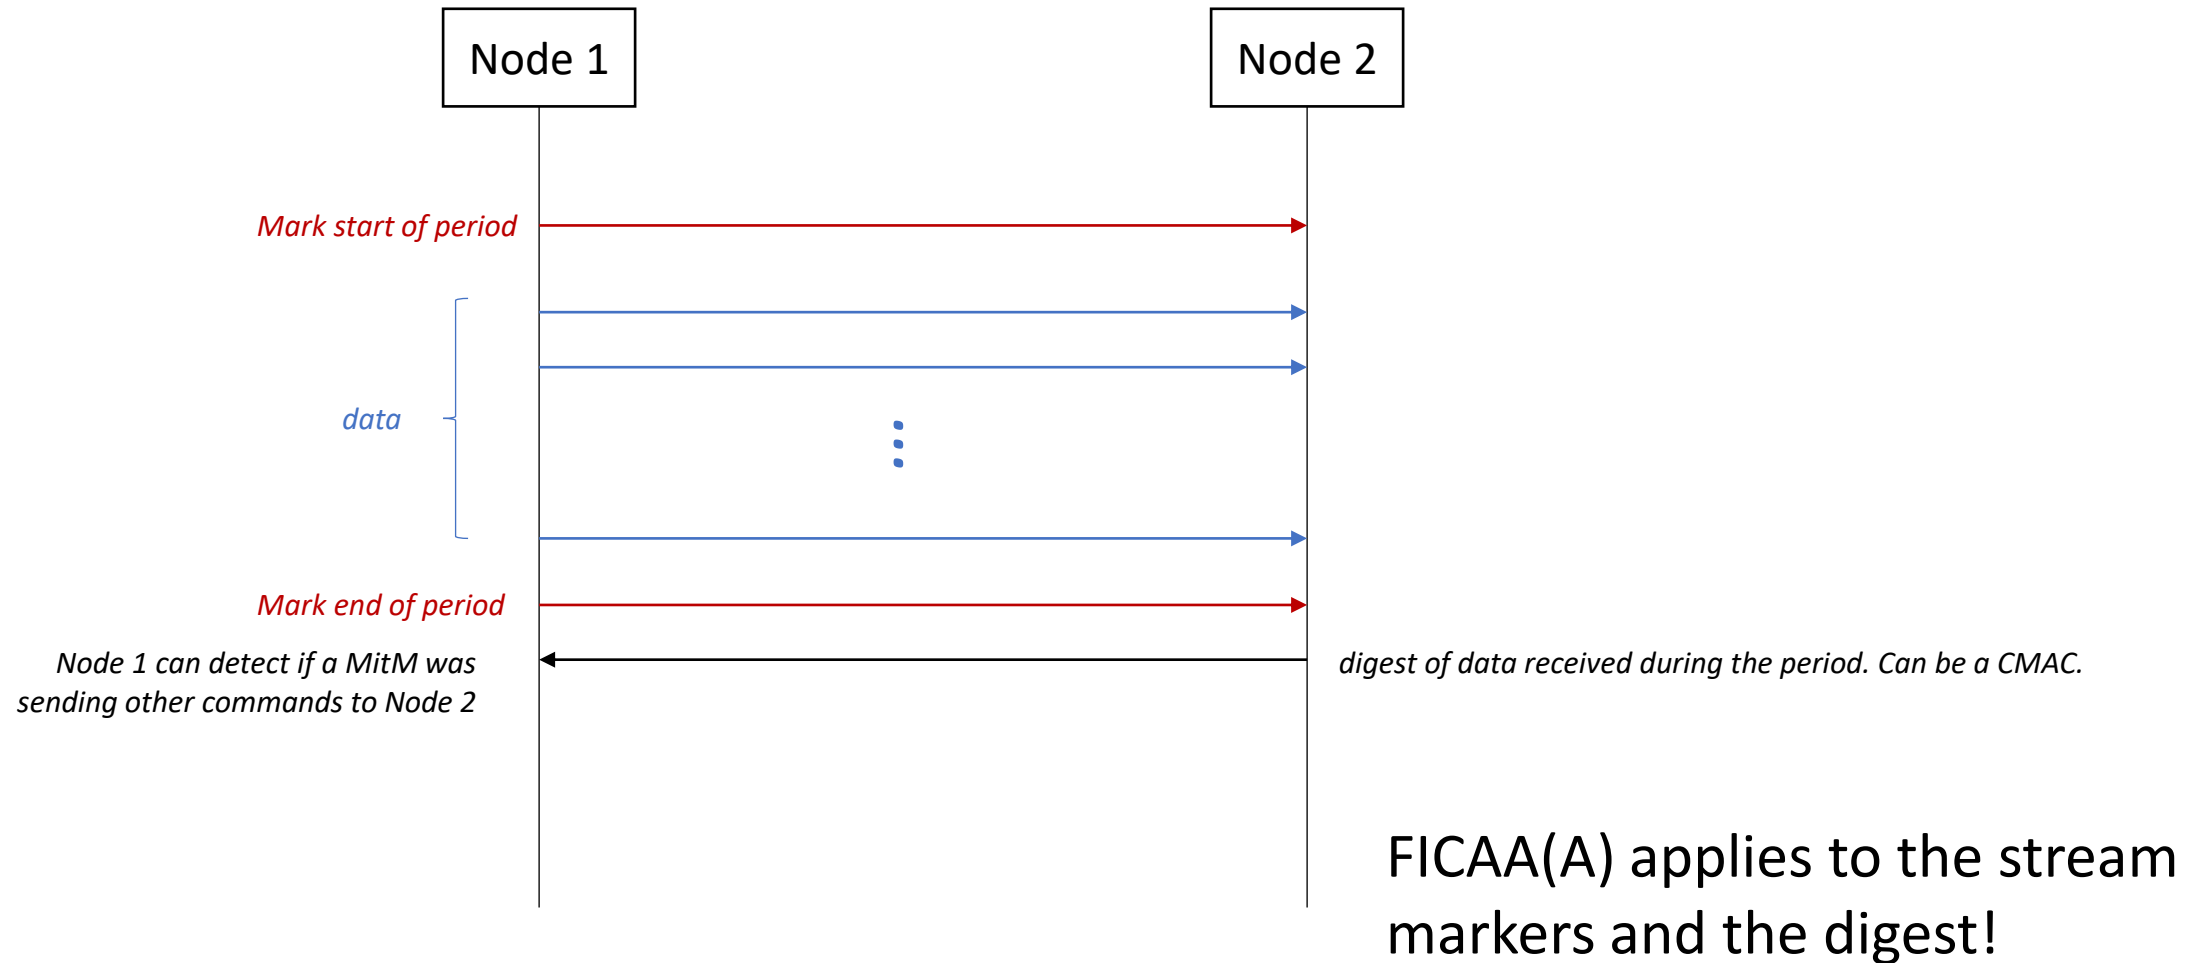 Node 1
Node 2
Mark start of period
data
Mark end of period
Node 1 can detect if a MitM was
sending other commands to Node 2
digest of data received during the period. Can be a CMAC.
FICAA(A) applies to the stream
markers and the digest!